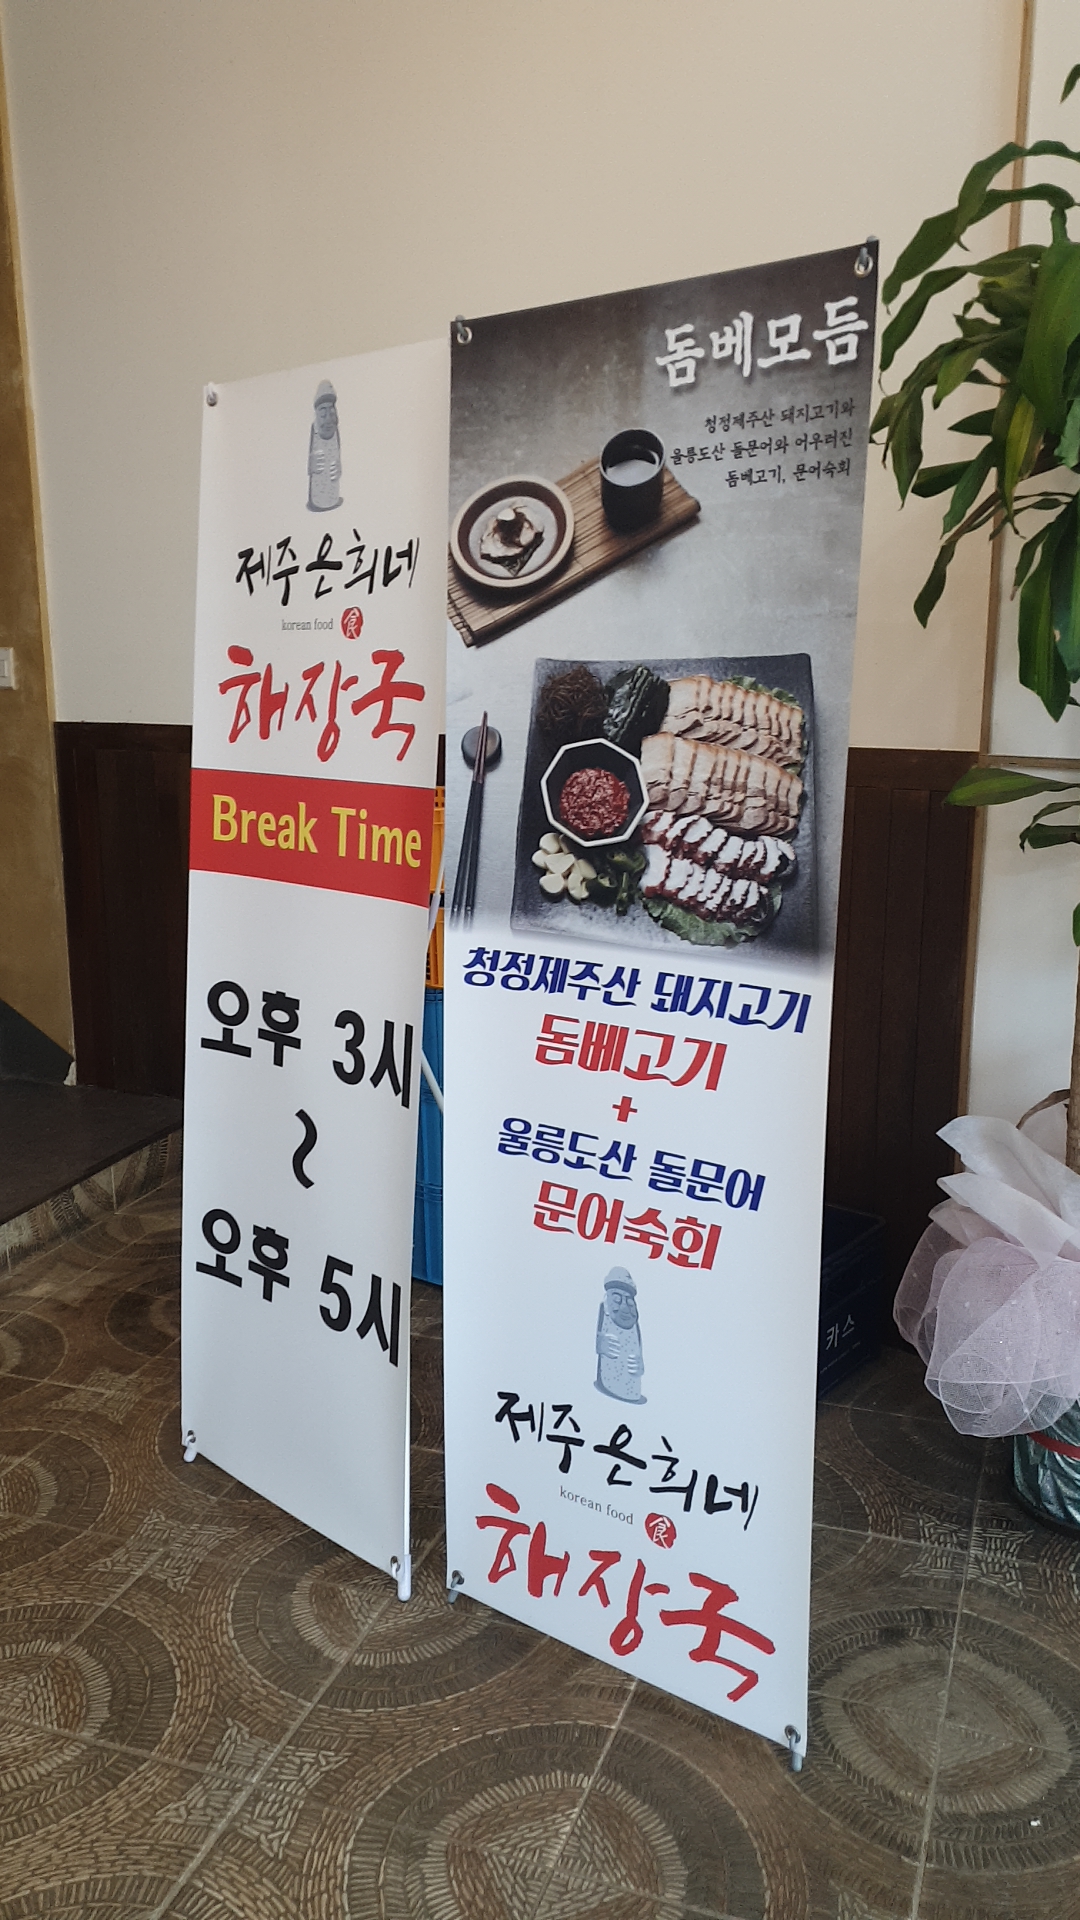 제주은희네
korean food 食
해장국
Break Time
오후 3시
~
오후 5시
돔베모듬
청정제주산 돼지고기와
울릉도산 돌문어와 어우러진
돔베고기, 문어숙회
청정제주산 돼지고기
돔베고기
+
울릉도산 돌문어
문어숙회
제주은희네
korean food 食
해장국
카스